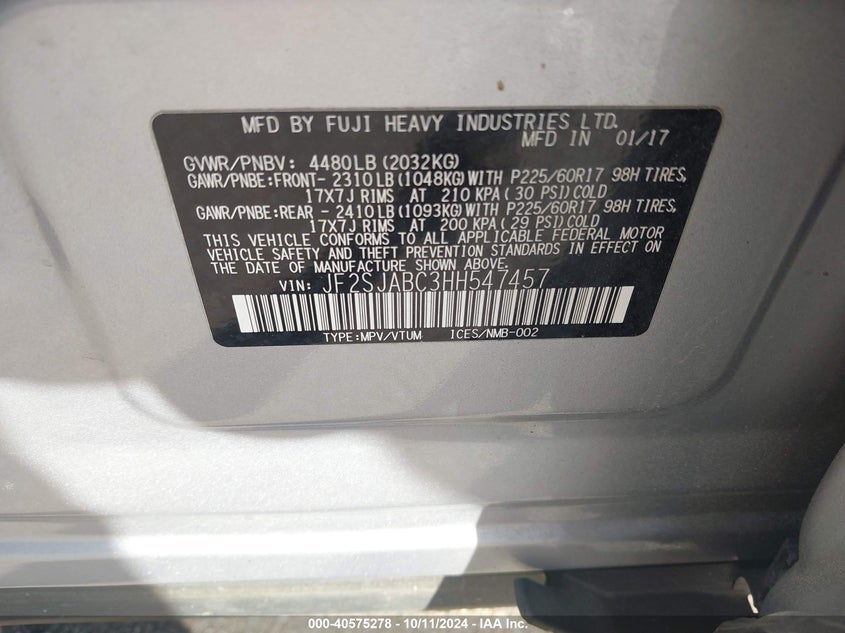 MFD BY FUJI HEAVY INDUSTRIES LTD.
MFD IN 01/17
GVWR/PNBV: 4480LB (2032KG)
GAWR/PNBE:FRONT- 2310LB (1048KG) WITH P225/60R17 98H TIRES,
17X7J RIMS AT 210 KPA ( 30 PSI) COLD
GAWR/PNBE:REAR - 2410LB (1093KG) WITH P225/60R17 98H TIRES,
17X7J RIMS AT 200 KPA (29 PSI) COLD
THIS VEHICLE CONFORMS TO ALL APPLICABLE FEDERAL MOTOR
VEHICLE SAFETY AND THEFT PREVENTION STANDARDS IN EFFECT ON
THE DATE OF MANUFACTURE SHOWN ABOVE.
VIN: JF2SJABC3HH547457
TYPE:MPV/VTUM ICES/NMB-002
000-40575278 - 10/11/2024 - IAA Inc.